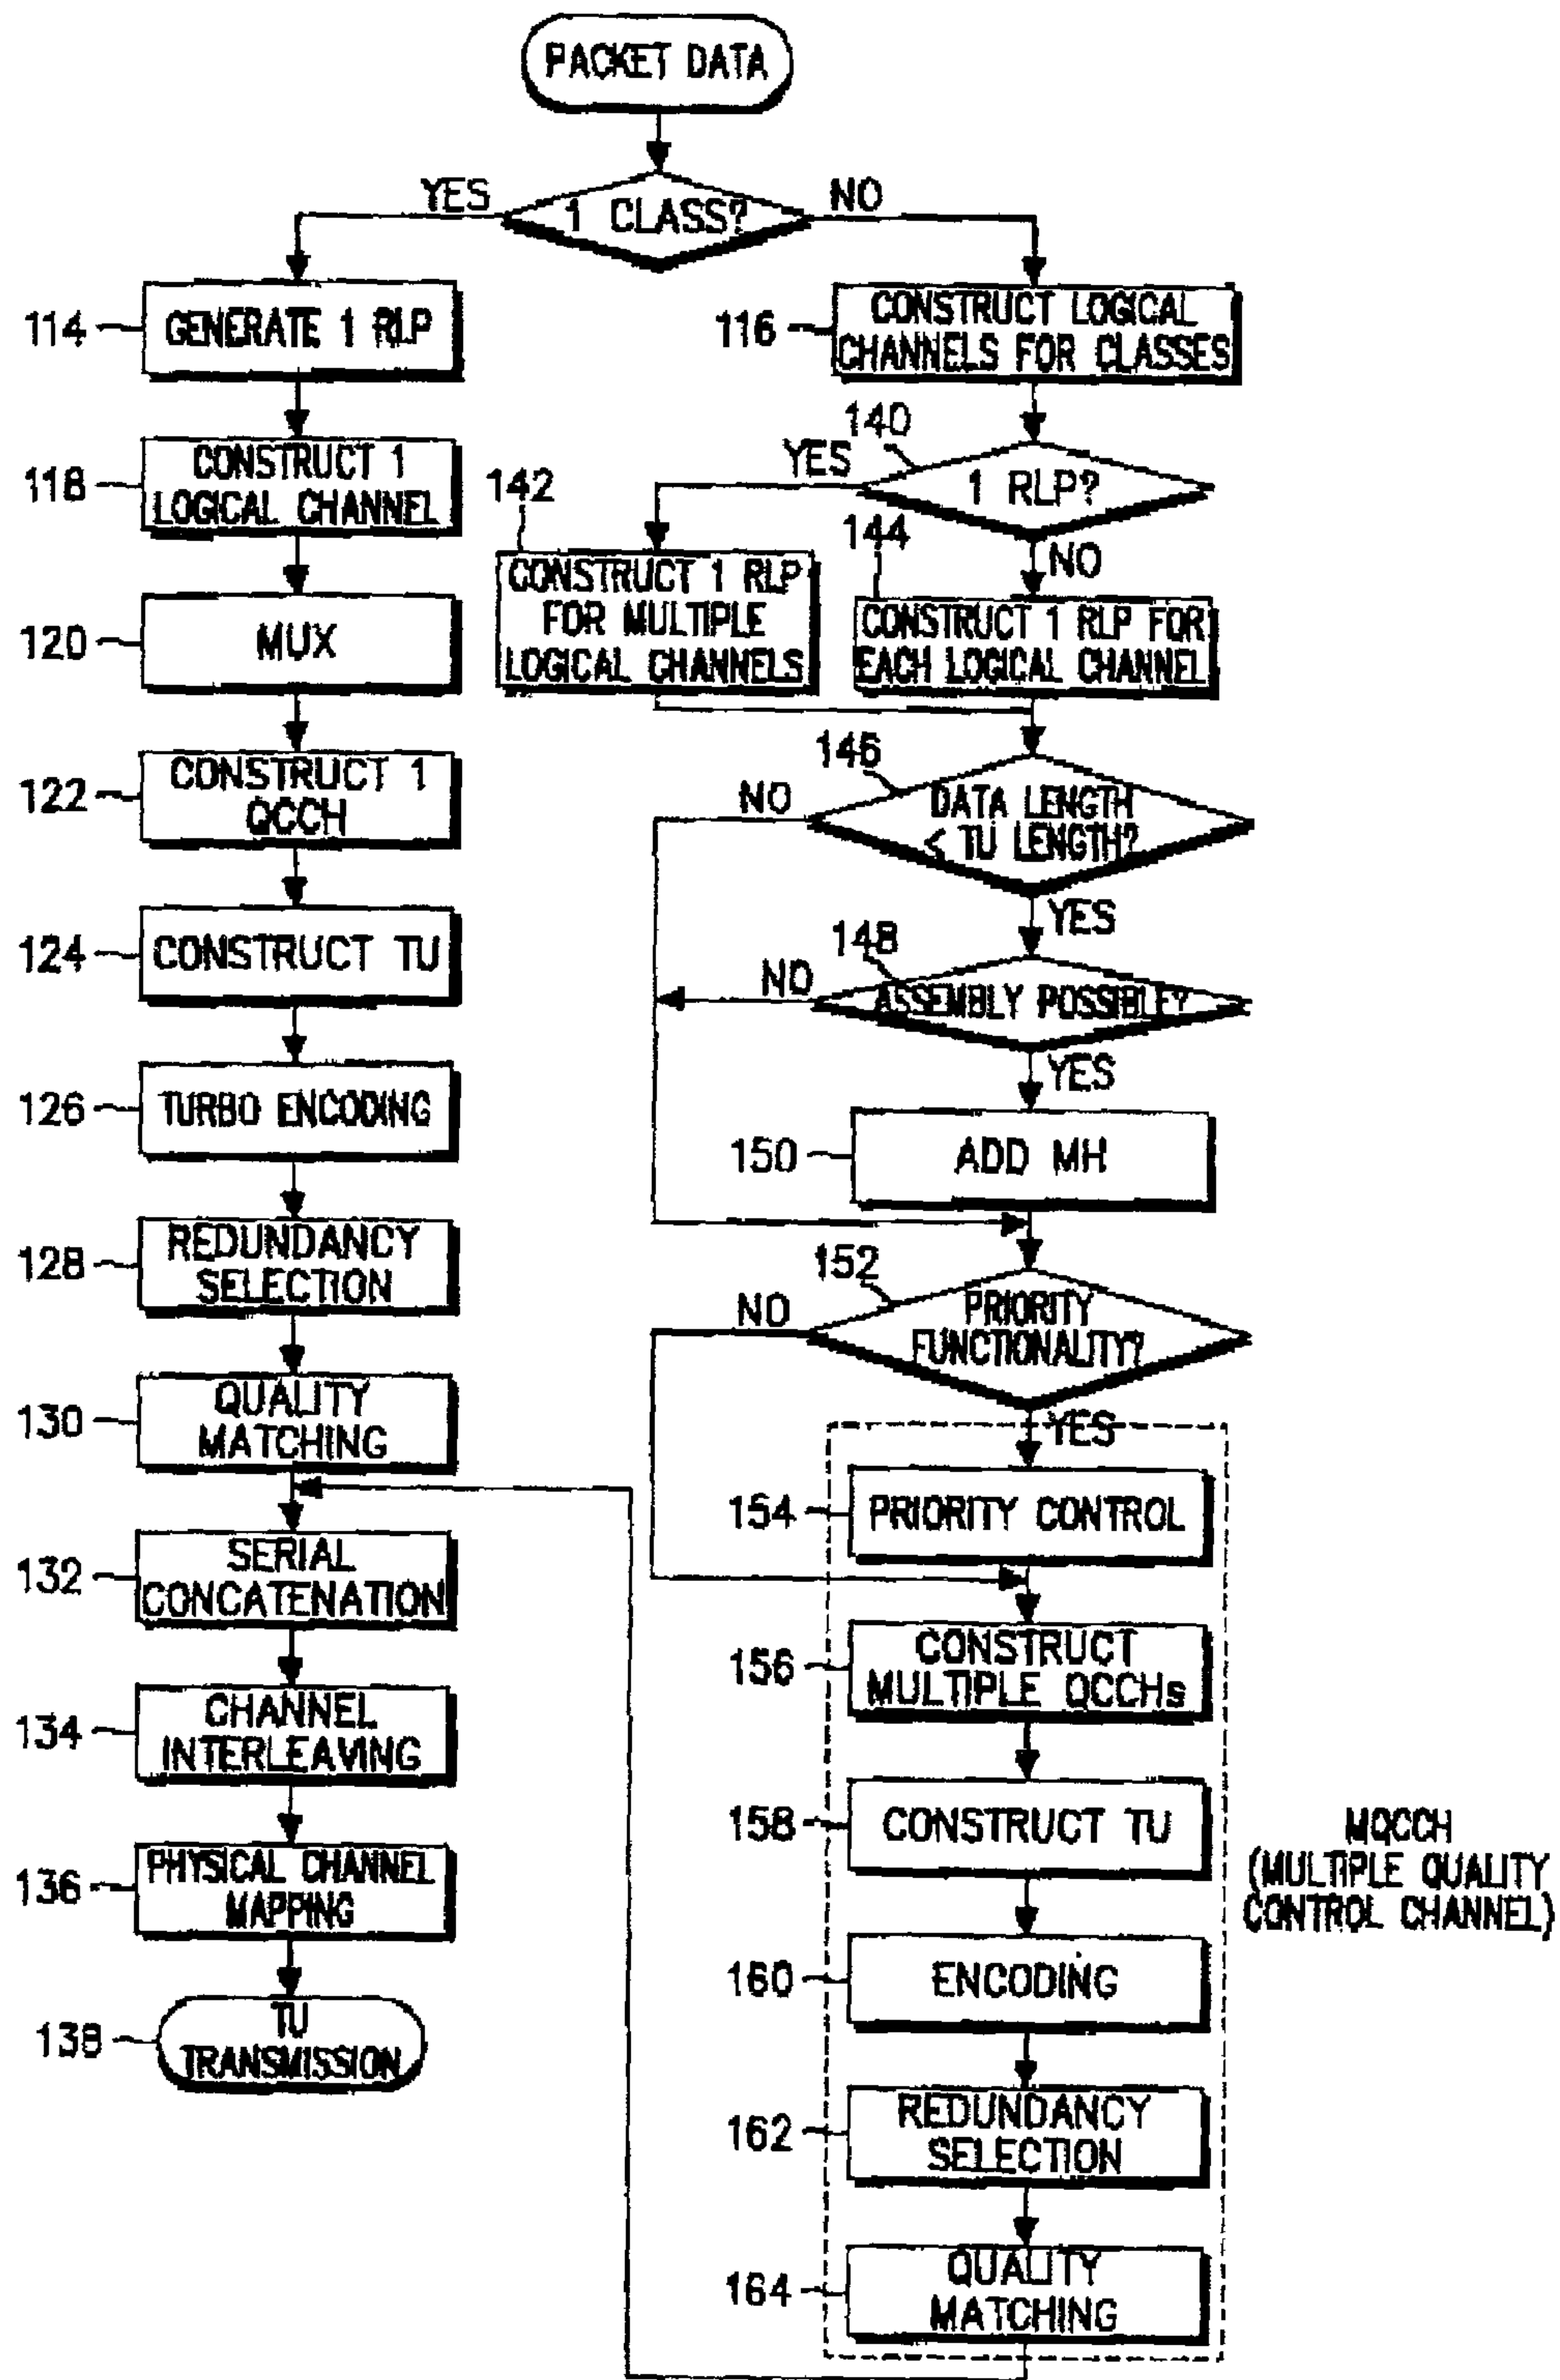 PACKET DATA
1 CLASS?
YES
NO
114
GENERATE 1 RLP
118
CONSTRUCT 1
LOGICAL CHANNEL
120
MUX
122
CONSTRUCT 1
QCCH
124
CONSTRUCT TU
126
TURBO ENCODING
128
REDUNDANCY
SELECTION
130
QUALITY
MATCHING
132
SERIAL
CONCATENATION
134
CHANNEL
INTERLEAVING
136
PHYSICAL CHANNEL
MAPPING
138
TU
TRANSMISSION
116
CONSTRUCT LOGICAL
CHANNELS FOR CLASSES
140
1 RLP?
YES
NO
142
CONSTRUCT 1 RLP
FOR MULTIPLE
LOGICAL CHANNELS
144
CONSTRUCT 1 RLP FOR
EACH LOGICAL CHANNEL
146
DATA LENGTH
< TU LENGTH?
NO
YES
148
ASSEMBLY POSSIBLE?
NO
YES
150
ADD MH
152
PRIORITY
FUNCTIONALITY?
NO
YES
154
PRIORITY CONTROL
156
CONSTRUCT
MULTIPLE QCCHs
158
CONSTRUCT TU
160
ENCODING
162
REDUNDANCY
SELECTION
164
QUALITY
MATCHING
MQCCH
(MULTIPLE QUALITY
CONTROL CHANNEL)